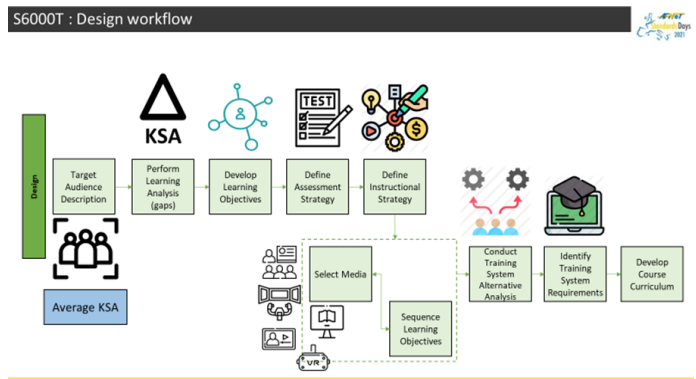 S6000T : Design workflow
Standards Days
2021
KSA
TEST
Design
Target
Audience
Description
Perform
Learning
Analysis
(gaps)
Develop
Learning
Objectives
Define
Assessment
Strategy
Define
Instructional
Strategy
Average KSA
Select Media
Sequence
Learning
Objectives
VR
Conduct
Training
System
Alternative
Analysis
Identify
Training
System
Requirements
Develop
Course
Curriculum